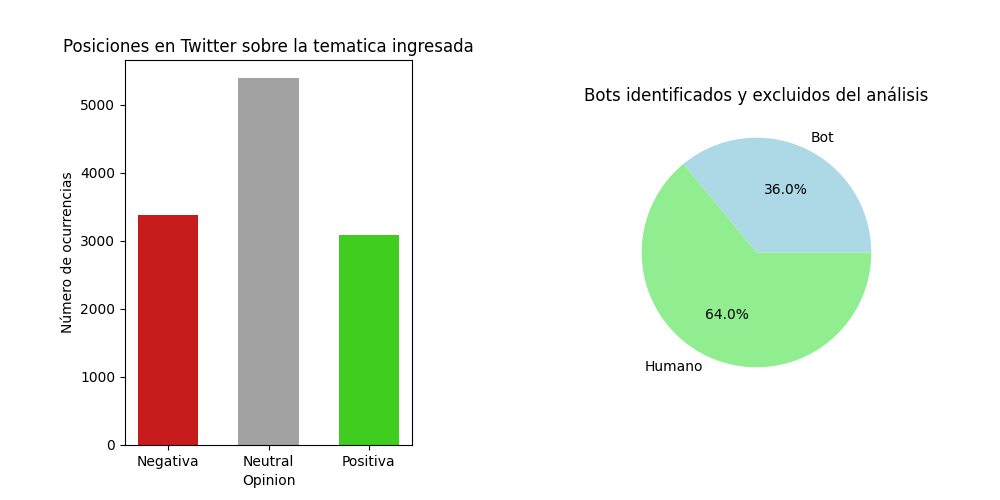 Posiciones en Twitter sobre la tematica ingresada
Número de ocurrencias
5000
4000
3000
2000
1000
0
Negativa
Neutral
Positiva
Opinion
Bots identificados y excluidos del análisis
Bot
36.0%
64.0%
Humano